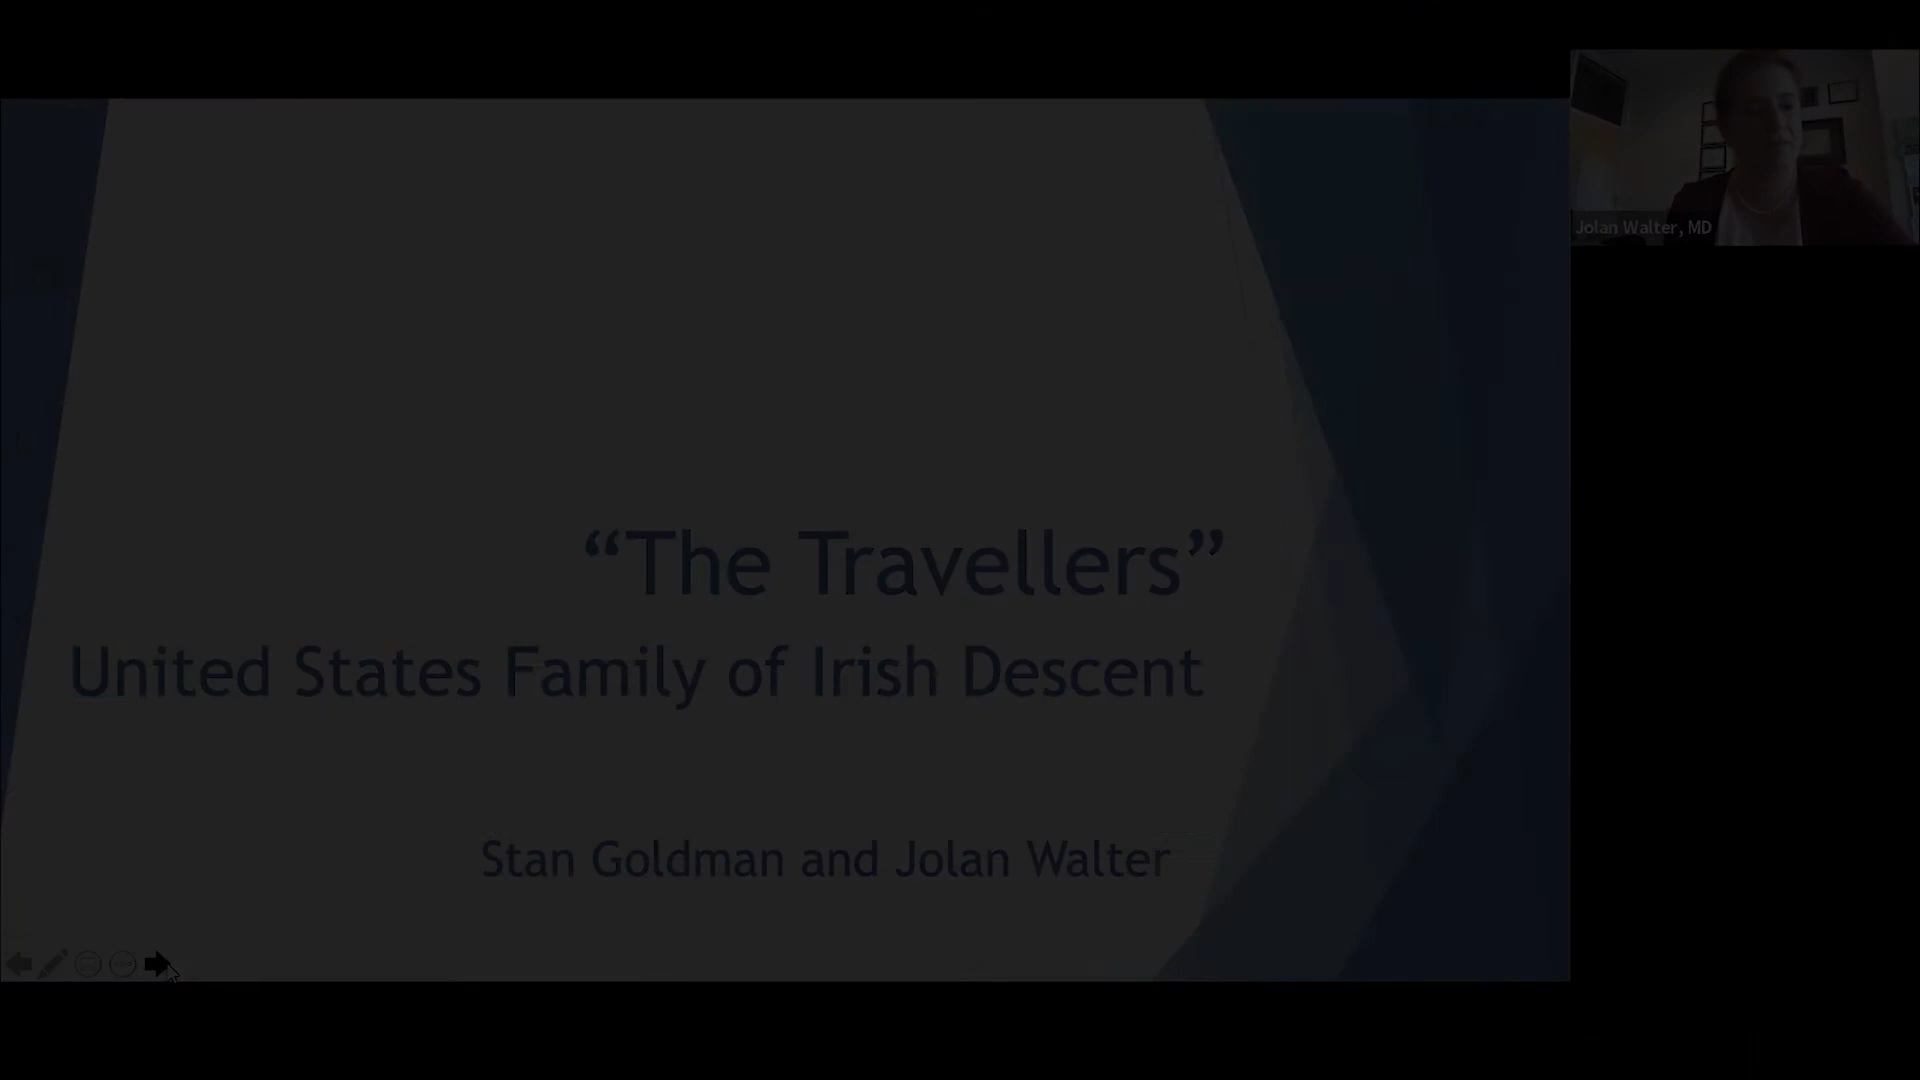 “The Travellers”
United States Family of Irish Descent
Stan Goldman and Jolan Walter
Jolan Walter, MD